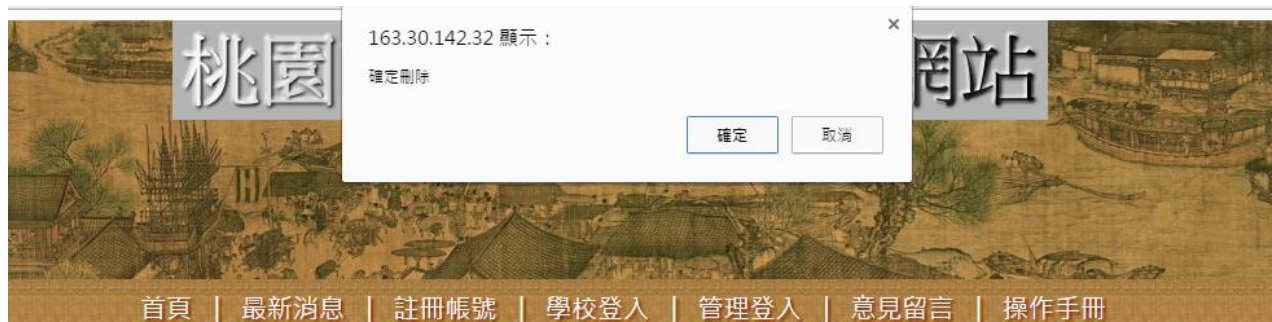 163.30.142.32 顯示：
×
確定刪除
確定 取消
桃園 網站
首頁 | 最新消息 | 註冊帳號 | 學校登入 | 管理登入 | 意見留言 | 操作手冊